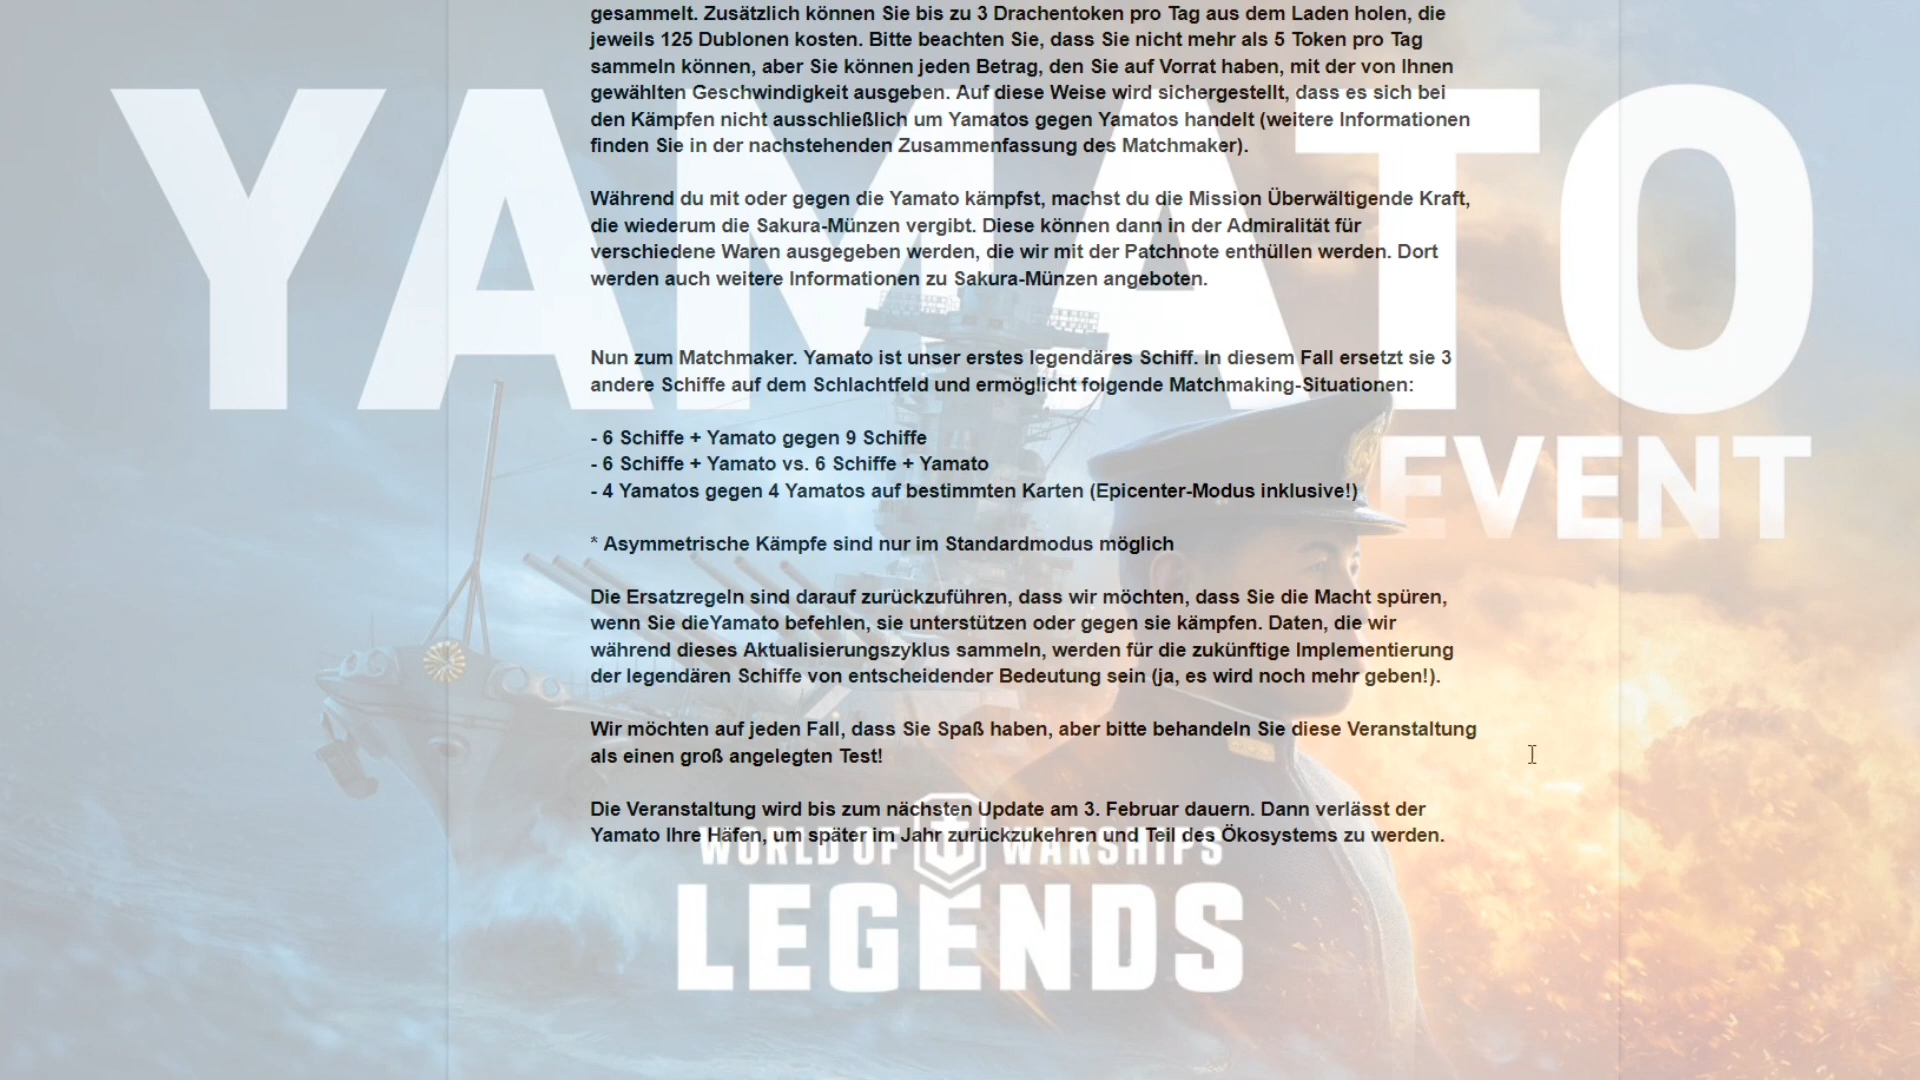 gesammelt. Zusätzlich können Sie bis zu 3 Drachentoken pro Tag aus dem Laden holen, die
jeweils 125 Dublonen kosten. Bitte beachten Sie, dass Sie nicht mehr als 5 Token pro Tag
sammeln können, aber Sie können jeden Betrag, den Sie auf Vorrat haben, mit der von Ihnen
gewählten Geschwindigkeit ausgeben. Auf diese Weise wird sichergestellt, dass es sich bei
den Kämpfen nicht ausschließlich um Yamatos gegen Yamatos handelt (weitere Informationen
finden Sie in der nachstehenden Zusammenfassung des Matchmaker).
YAMATO
Während du mit oder gegen die Yamato kämpfst, machst du die Mission Überwältigende Kraft,
die wiederum die Sakura-Münzen vergibt. Diese können dann in der Admiralität für
verschiedene Waren ausgegeben werden, die wir mit der Patchnote enthüllen werden. Dort
werden auch weitere Informationen zu Sakura-Münzen angeboten.
Nun zum Matchmaker. Yamato ist unser erstes legendäres Schiff. In diesem Fall ersetzt sie 3
andere Schiffe auf dem Schlachtfeld und ermöglicht folgende Matchmaking-Situationen:
- 6 Schiffe + Yamato gegen 9 Schiffe
- 6 Schiffe + Yamato vs. 6 Schiffe + Yamato
- 4 Yamatos gegen 4 Yamatos auf bestimmten Karten (Epicenter-Modus inklusive!)
EVENT
* Asymmetrische Kämpfe sind nur im Standardmodus möglich
Die Ersatzregeln sind darauf zurückzuführen, dass wir möchten, dass Sie die Macht spüren,
wenn Sie dieYamato befehlen, sie unterstützen oder gegen sie kämpfen. Daten, die wir
während dieses Aktualisierungszyklus sammeln, werden für die zukünftige Implementierung
der legendären Schiffe von entscheidender Bedeutung sein (ja, es wird noch mehr geben!).
Wir möchten auf jeden Fall, dass Sie Spaß haben, aber bitte behandeln Sie diese Veranstaltung
als einen groß angelegten Test!
Die Veranstaltung wird bis zum nächsten Update am 3. Februar dauern. Dann verlässt der
Yamato Ihre Häfen, um später im Jahr zurückzukehren und Teil des Ökosystems zu werden.
WORLD OF WARSHIPS
LEGENDS